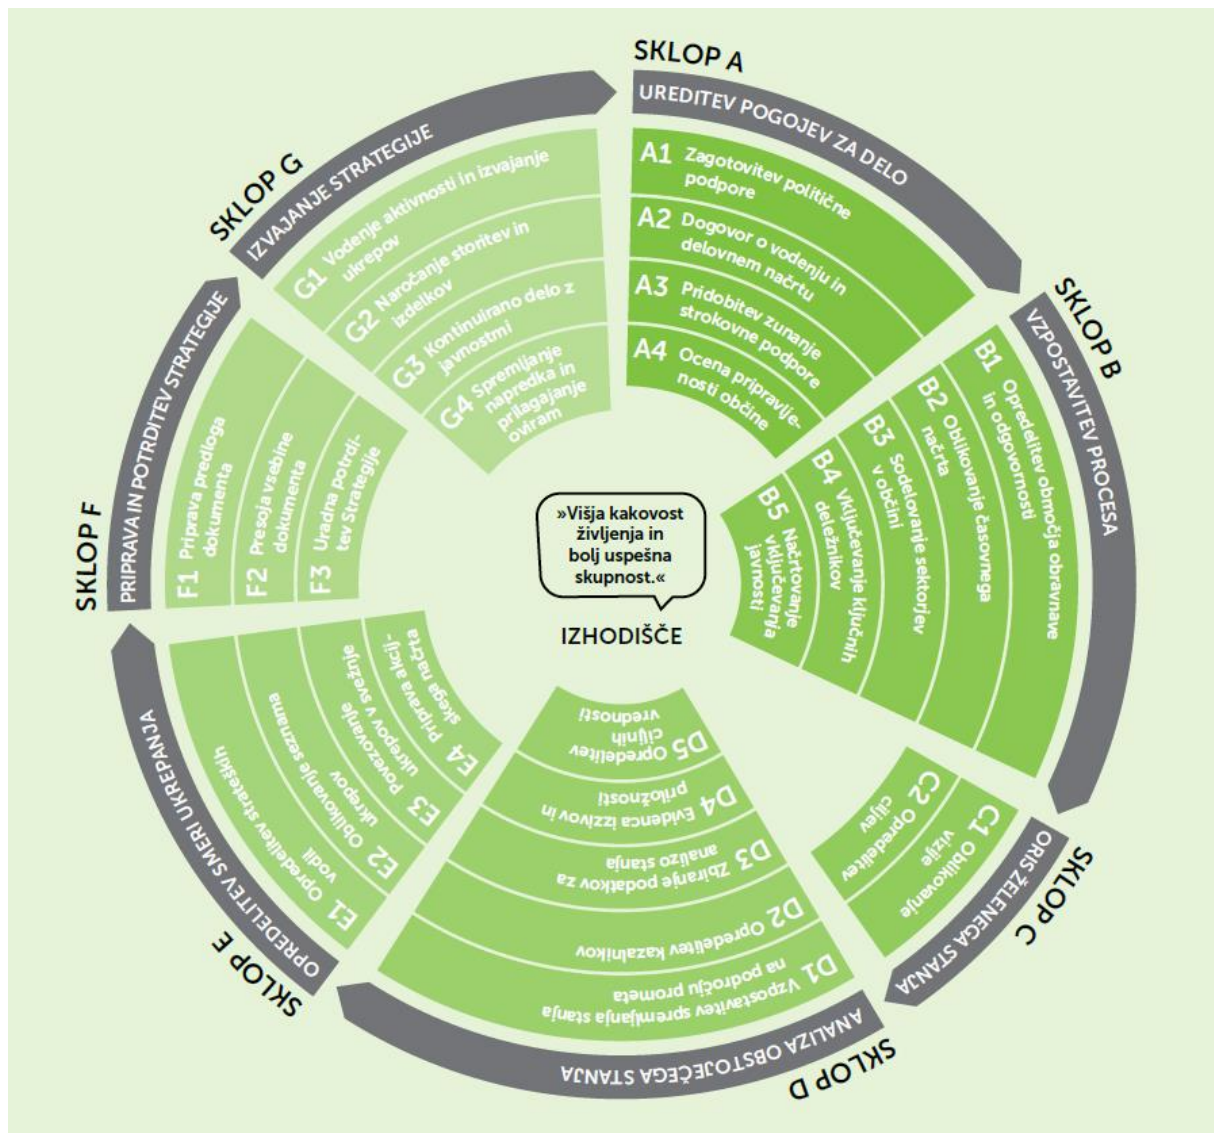 SKLOP A
UREDITEV POGOJEV ZA DELO
A1 Zagotovitev politične
podpore
A2 Dogovor o vodenju in
delovnem načrtu
A3 Pridobitev zunanje
strokovne podpore
A4 Ocena pripravlje-
nosti občine
SKLOP B
VZPOSTAVITEV PROCESA
B1 Opredelitev območja obravnave
in odgovornosti
B2 Oblikovanje časovnega
načrta
B3 Sodelovanje sektorjev
v občini
B4 Vključevanje ključnih
deležnikov
B5 Načrtovanje
vključevanja
javnosti
SKLOP C
ORIS ŽELENEGA STANJA
C1 Oblikovanje
vizije
C2 Opredelitev
ciljev
SKLOP D
ANALIZA OBSTOJEČEGA STANJA
D1 Vzpostavitev spremljanja stanja
na področju prometa
D2 Opredelitev kazalnikov
D3 Zbiranje podatkov za
analizo stanja
D4 Evidenca izzivov in
priložnosti
D5 Opredelitev
ciljnih
vrednosti
SKLOP E
OPREDELITEV SMERI UKREPANJA
E1 Opredelitev strateških
vodil
E2 Oblikovanje seznama
ukrepov
E3 Povezovanje
ukrepov v svežnje
E4 Priprava akcij-
skega načrta
SKLOP F
PRIPRAVA IN POTRDITEV STRATEGIJE
F1 Priprava predloga
dokumenta
F2 Presoja vsebine
dokumenta
F3 Uradna potrdi-
tev Strategije
SKLOP G
IZVAJANJE STRATEGIJE
G1 Vodenje aktivnosti in izvajanje
ukrepov
G2 Naročanje storitev in
izdelkov
G3 Kontinuirano delo z
javnostmi
G4 Spremljanje
napredka in
prilagajanje
oviram
»Višja kakovost
življenja in
bolj uspešna
skupnost.«
IZHODIŠČE